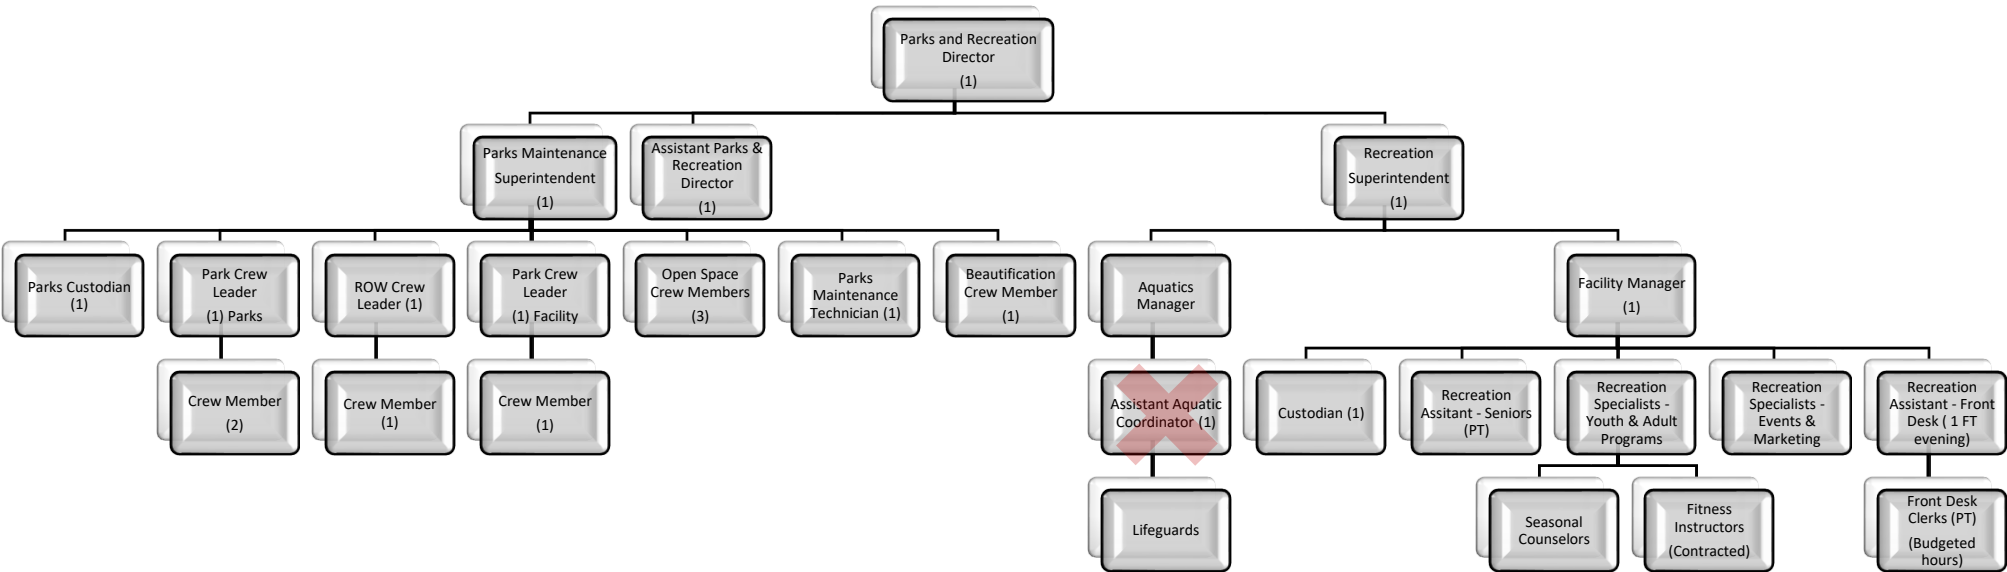 Parks and Recreation
Director
(1)
Parks Maintenance
Superintendent
(1)
Assistant Parks &
Recreation
Director
(1)
Recreation
Superintendent
(1)
Parks Custodian
(1)
Park Crew
Leader
(1) Parks
ROW Crew
Leader (1)
Park Crew
Leader
(1) Facility
Open Space
Crew Members
(3)
Parks
Maintenance
Technician (1)
Beautification
Crew Member
(1)
Aquatics
Manager
Facility Manager
(1)
Crew Member
(2)
Crew Member
(1)
Crew Member
(1)
Assistant Aquatic
Coordinator (1)
Custodian (1)
Recreation
Assitant - Seniors
(PT)
Recreation
Specialists -
Youth & Adult
Programs
Recreation
Specialists -
Events &
Marketing
Recreation
Assistant - Front
Desk ( 1 FT
evening)
Lifeguards
Seasonal
Counselors
Fitness
Instructors
(Contracted)
Front Desk
Clerks (PT)
(Budgeted
hours)